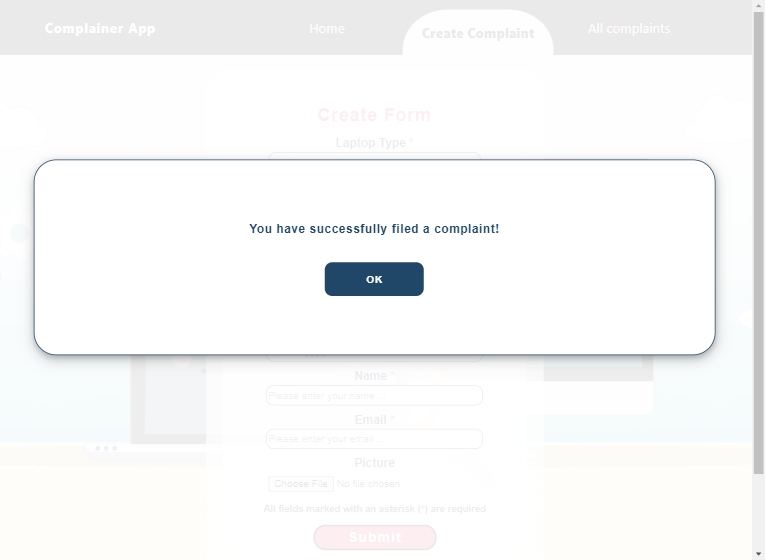 Complainer App
Home
Create Complaint
All complaints
Create Form
Laptop Type *
You have successfully filed a complaint!
OK
Name *
Please enter your name ...
Email *
Please enter your email ...
Picture
Choose File No file chosen
All fields marked with an asterisk (*) are required
Submit